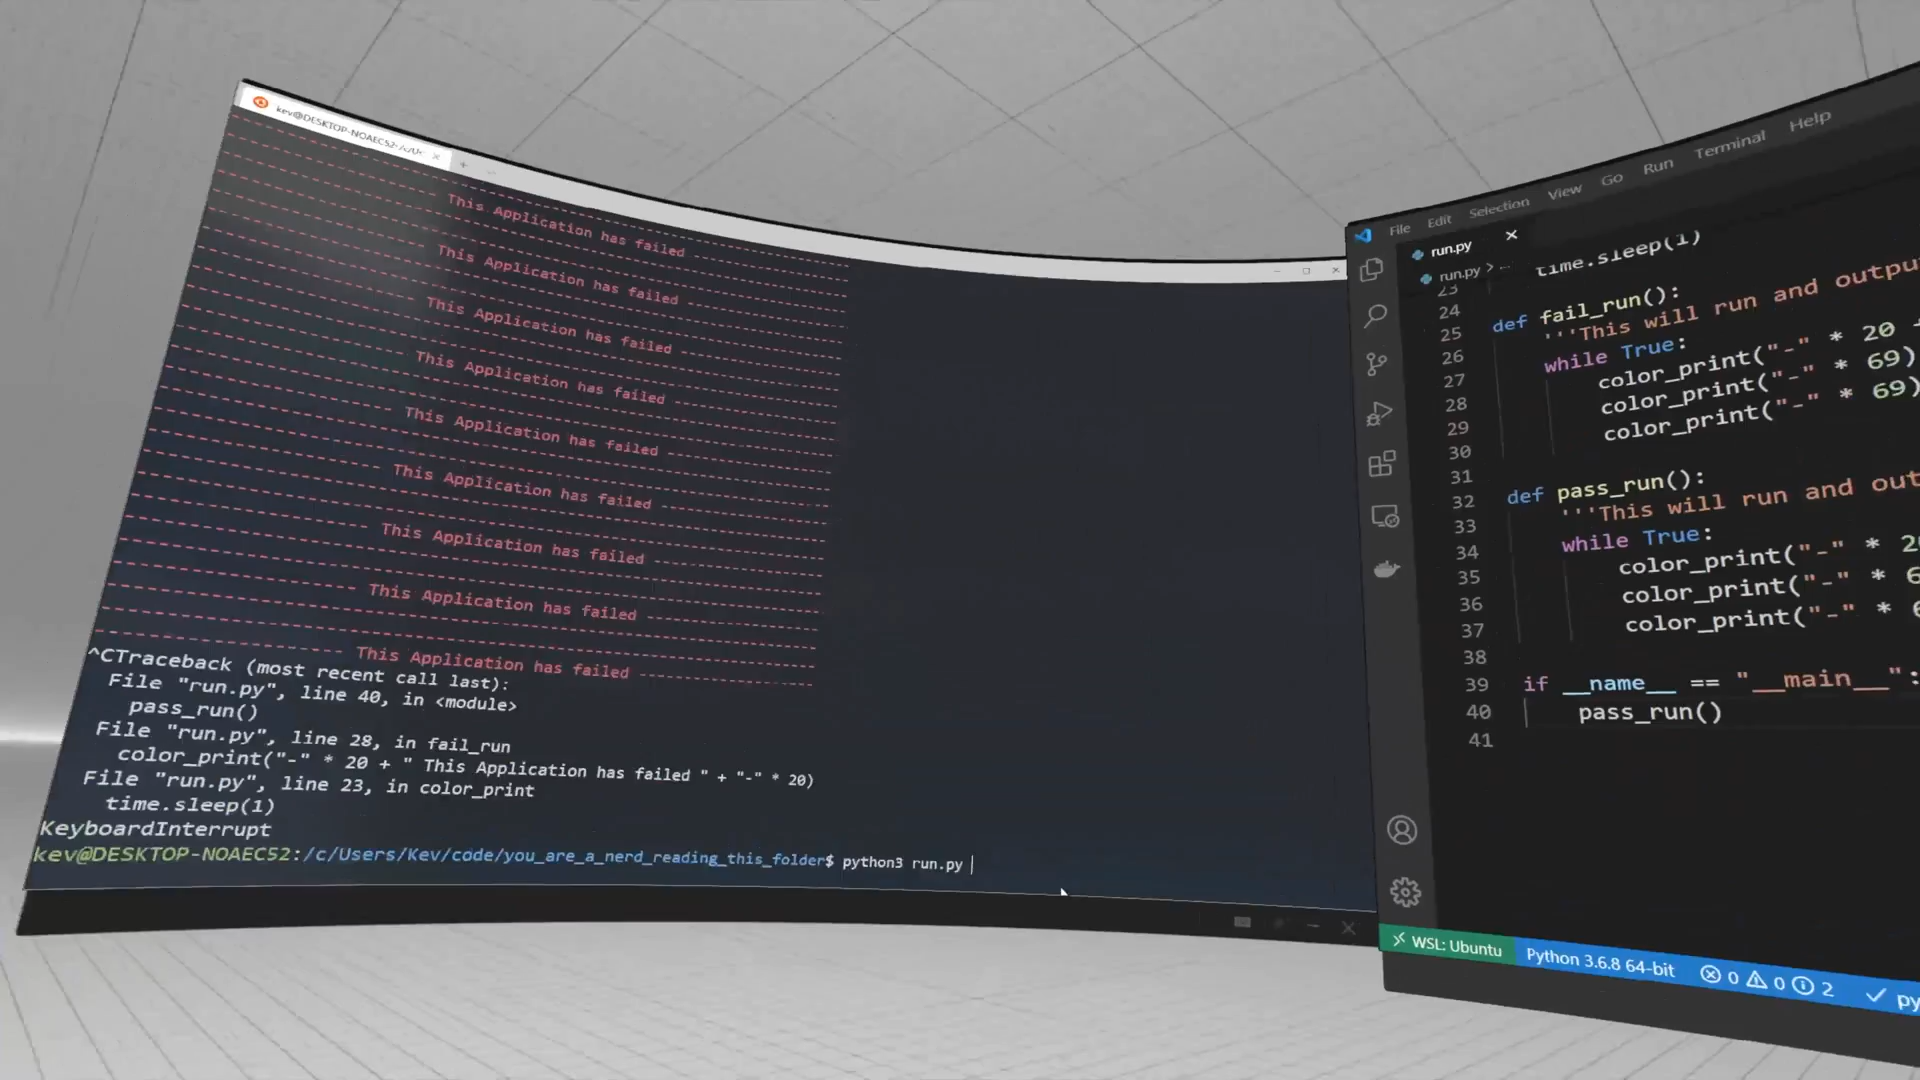 This Application has failed
This Application has failed
This Application has failed
This Application has failed
This Application has failed
This Application has failed
This Application has failed
This Application has failed
This Application has failed
^CTraceback (most recent call last):
File "run.py", line 40, in <module>
pass_run()
File "run.py", line 28, in fail_run
color_print("-" * 20 + " This Application has failed " + "-" * 20)
File "run.py", line 23, in color_print
time.sleep(1)
KeyboardInterrupt
kev@DESKTOP-NOAEC52:/c/Users/Kev/code/you_are_a_nerd_reading_this_folder$ python3 run.py
File Edit Selection View Go Run Terminal Help
run.py
run.py > ...
23 time.sleep(1)
24
25 def fail_run():
26 '''This will run and
27 while True:
28 color_print("-" * 20
29 color_print("-" * 69)
30 color_print("-" * 69)
31
32 def pass_run():
33 '''This will run and
34 while True:
35 color_print("-" *
36 color_print("-" *
37 color_print("-" *
38
39 if __name__ == "__main__":
40 pass_run()
41
WSL: Ubuntu Python 3.6.8 64-bit 0 0 2